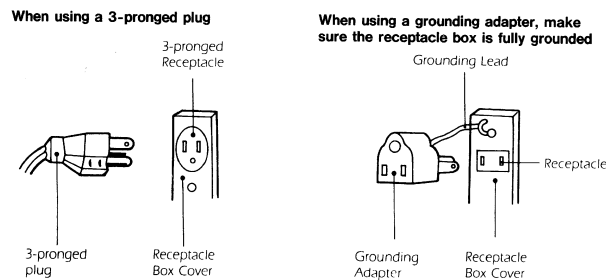 When using a 3-pronged plug
3-pronged
Receptacle
3-pronged
plug
Receptacle
Box Cover
When using a grounding adapter, make
sure the receptacle box is fully grounded
Grounding Lead
Receptacle
Grounding
Adapter
Receptacle
Box Cover